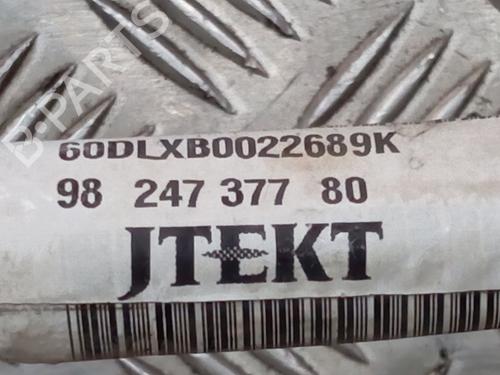 B-PARTS
60DLXB0022689K
98 247 377 80
JTEKT